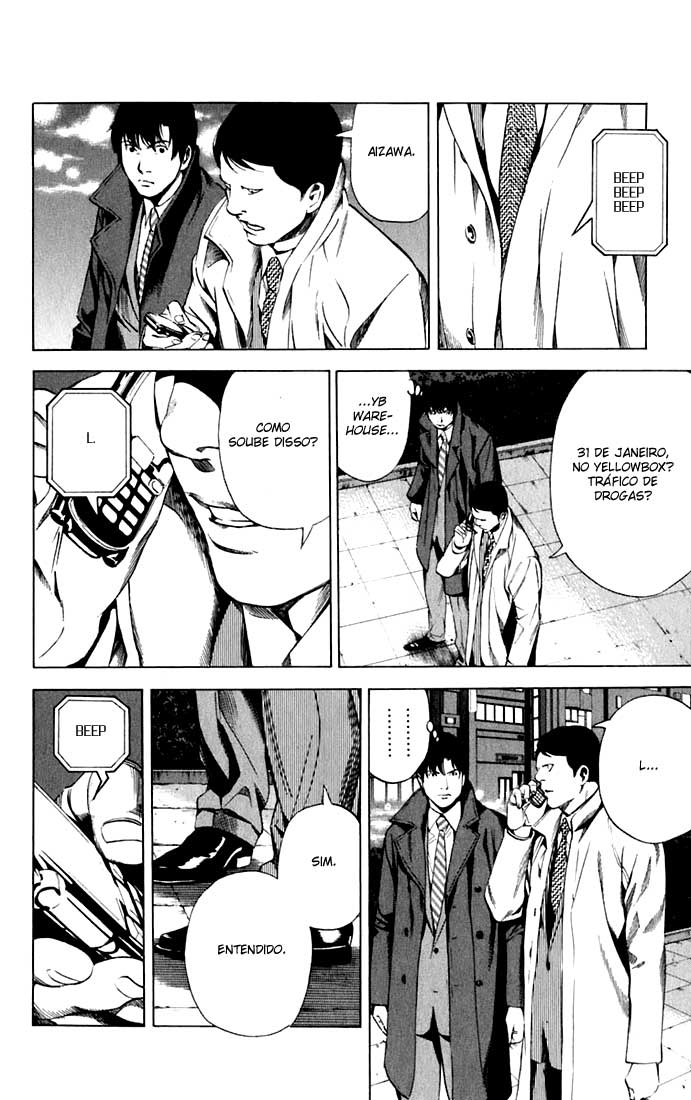 BEEP
BEEP
BEEP
AIZAWA.
31 DE JANEIRO,
NO YELLOWBOX?
TRÁFICO DE
DROGAS?
...YB
WARE-
HOUSE...
COMO
SOUBE DISSO?
L.
L...
SIM.
ENTENDIDO.
BEEP